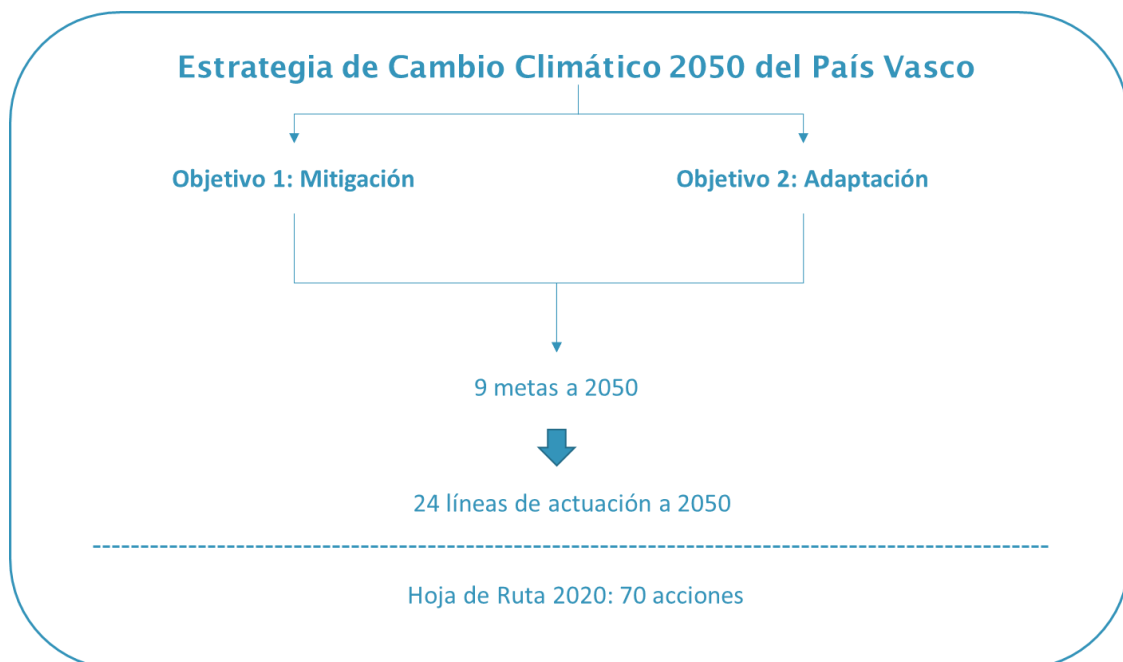 Estrategia de Cambio Climático 2050 del País Vasco
Objetivo 1: Mitigación
Objetivo 2: Adaptación
9 metas a 2050
24 líneas de actuación a 2050
Hoja de Ruta 2020: 70 acciones